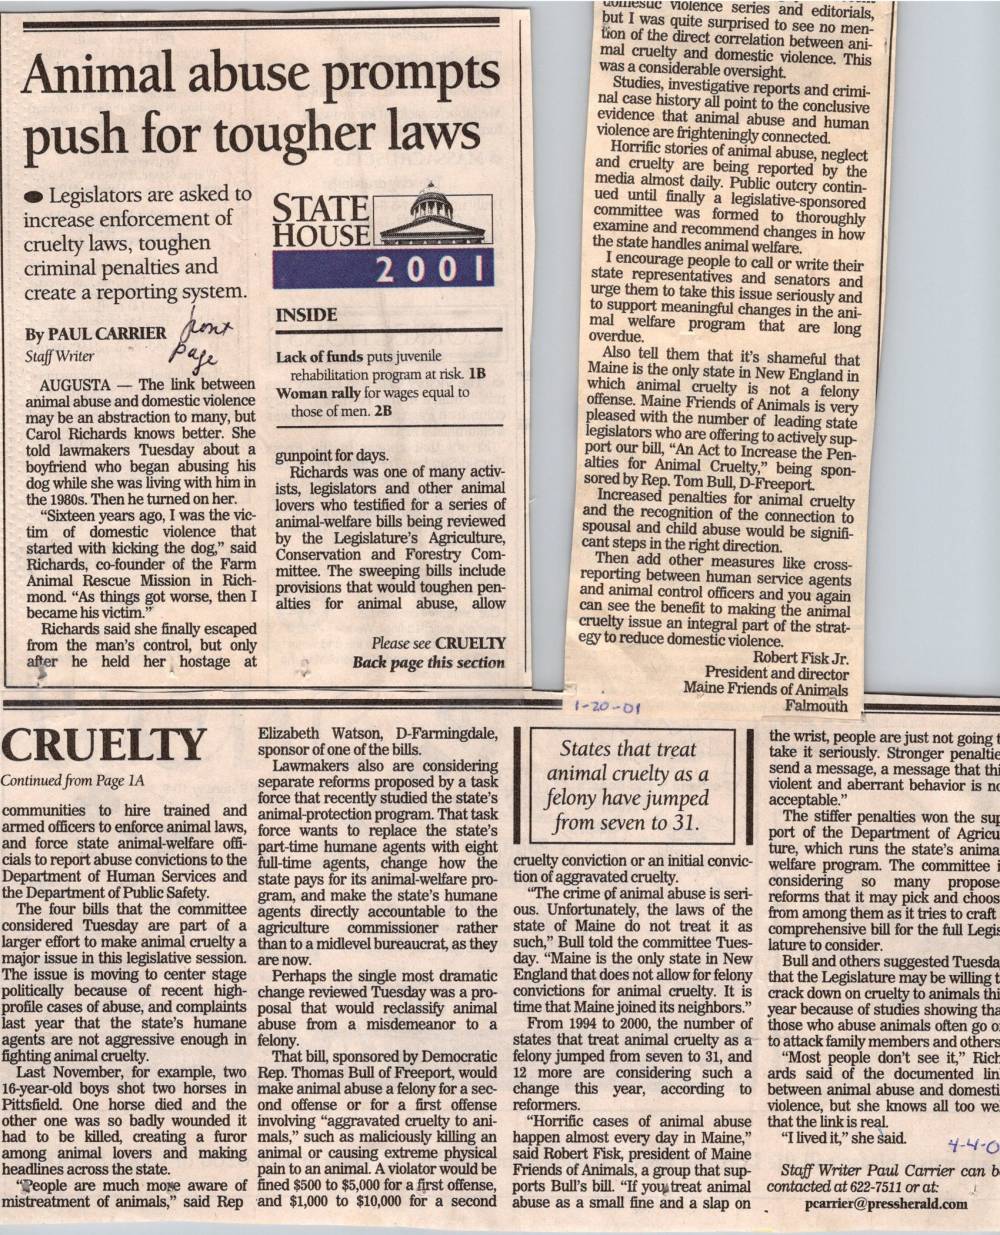 Animal abuse prompts
push for tougher laws
● Legislators are asked to
increase enforcement of
cruelty laws, toughen
criminal penalties and
create a reporting system.
By PAUL CARRIER
Staff Writer
front
page
AUGUSTA — The link between
animal abuse and domestic violence
may be an abstraction to many, but
Carol Richards knows better. She
told lawmakers Tuesday about a
boyfriend who began abusing his
dog while she was living with him in
the 1980s. Then he turned on her.
“Sixteen years ago, I was the vic-
tim of domestic violence that
started with kicking the dog,” said
Richards, co-founder of the Farm
Animal Rescue Mission in Rich-
mond. “As things got worse, then I
became his victim.”
Richards said she finally escaped
from the man's control, but only
after he held her hostage at
STATE
HOUSE
2001
INSIDE
Lack of funds puts juvenile
rehabilitation program at risk. 1B
Woman rally for wages equal to
those of men. 2B
gunpoint for days.
Richards was one of many activ-
ists, legislators and other animal
lovers who testified for a series of
animal-welfare bills being reviewed
by the Legislature's Agriculture,
Conservation and Forestry Com-
mittee. The sweeping bills include
provisions that would toughen pen-
alties for animal abuse, allow
Please see CRUELTY
Back page this section
domestic violence series and editorials,
but I was quite surprised to see no men-
tion of the direct correlation between ani-
mal cruelty and domestic violence. This
was a considerable oversight.
Studies, investigative reports and crimi-
nal case history all point to the conclusive
evidence that animal abuse and human
violence are frighteningly connected.
Horrific stories of animal abuse, neglect
and cruelty are being reported by the
media almost daily. Public outcry contin-
ued until finally a legislative-sponsored
committee was formed to thoroughly
examine and recommend changes in how
the state handles animal welfare.
I encourage people to call or write their
state representatives and senators and
urge them to take this issue seriously and
to support meaningful changes in the ani-
mal welfare program that are long
overdue.
Also tell them that it's shameful that
Maine is the only state in New England in
which animal cruelty is not a felony
offense. Maine Friends of Animals is very
pleased with the number of leading state
legislators who are offering to actively sup-
port our bill, “An Act to Increase the Pen-
alties for Animal Cruelty,” being spon-
sored by Rep. Tom Bull, D-Freeport.
Increased penalties for animal cruelty
and the recognition of the connection to
spousal and child abuse would be signifi-
cant steps in the right direction.
Then add other measures like cross-
reporting between human service agents
and animal control officers and you again
can see the benefit to making the animal
cruelty issue an integral part of the strat-
egy to reduce domestic violence.
Robert Fisk Jr.
President and director
Maine Friends of Animals
Falmouth
1-20-01
CRUELTY
Continued from Page 1A
communities to hire trained and
armed officers to enforce animal laws,
and force state animal-welfare offi-
cials to report abuse convictions to the
Department of Human Services and
the Department of Public Safety.
The four bills that the committee
considered Tuesday are part of a
larger effort to make animal cruelty a
major issue in this legislative session.
The issue is moving to center stage
politically because of recent high-
profile cases of abuse, and complaints
last year that the state's humane
agents are not aggressive enough in
fighting animal cruelty.
Last November, for example, two
16-year-old boys shot two horses in
Pittsfield. One horse died and the
other one was so badly wounded it
had to be killed, creating a furor
among animal lovers and making
headlines across the state.
“People are much more aware of
mistreatment of animals,” said Rep
Elizabeth Watson, D-Farmingdale,
sponsor of one of the bills.
Lawmakers also are considering
separate reforms proposed by a task
force that recently studied the state's
animal-protection program. That task
force wants to replace the state's
part-time humane agents with eight
full-time agents, change how the
state pays for its animal-welfare pro-
gram, and make the state's humane
agents directly accountable to the
agriculture commissioner rather
than to a midlevel bureaucrat, as they
are now.
Perhaps the single most dramatic
change reviewed Tuesday was a pro-
posal that would reclassify animal
abuse from a misdemeanor to a
felony.
That bill, sponsored by Democratic
Rep. Thomas Bull of Freeport, would
make animal abuse a felony for a sec-
ond offense or for a first offense
involving “aggravated cruelty to ani-
mals,” such as maliciously killing an
animal or causing extreme physical
pain to an animal. A violator would be
fined $500 to $5,000 for a first offense,
and $1,000 to $10,000 for a second
States that treat
animal cruelty as a
felony have jumped
from seven to 31.
cruelty conviction or an initial convic-
tion of aggravated cruelty.
“The crime of animal abuse is seri-
ous. Unfortunately, the laws of the
state of Maine do not treat it as
such,” Bull told the committee Tues-
day. “Maine is the only state in New
England that does not allow for felony
convictions for animal cruelty. It is
time that Maine joined its neighbors.”
From 1994 to 2000, the number of
states that treat animal cruelty as a
felony jumped from seven to 31, and
12 more are considering such a
change this year, according to
reformers.
“Horrific cases of animal abuse
happen almost every day in Maine,”
said Robert Fisk, president of Maine
Friends of Animals, a group that sup-
ports Bull's bill. “If you treat animal
abuse as a small fine and a slap on
the wrist, people are just not going t
take it seriously. Stronger penaltie
send a message, a message that thi
violent and aberrant behavior is no
acceptable.”
The stiffer penalties won the sup
port of the Department of Agricu
ture, which runs the state's anima
welfare program. The committee i
considering so many propose
reforms that it may pick and choos
from among them as it tries to craft
comprehensive bill for the full Legis
lature to consider.
Bull and others suggested Tuesda
that the Legislature may be willing t
crack down on cruelty to animals thi
year because of studies showing tha
those who abuse animals often go o
to attack family members and others
“Most people don't see it,” Rich
ards said of the documented lin
between animal abuse and domesti
violence, but she knows all too we
that the link is real.
“I lived it,” she said.
4-4-0
Staff Writer Paul Carrier can b
contacted at 622-7511 or at:
pcarrier@pressherald.com